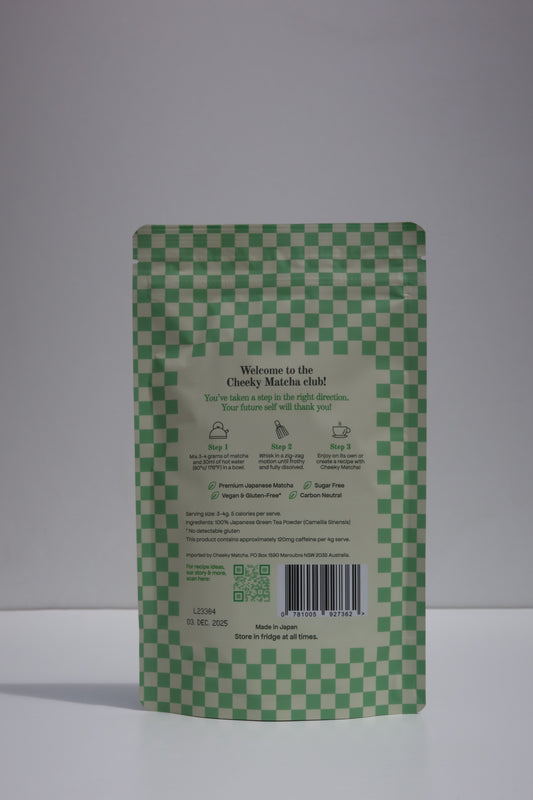 Welcome to the
Cheeky Matcha club!
You've taken a step in the right direction.
Your future self will thank you!
Step 1
Mix 3-4 grams of matcha
and 30ml of hot water
(80°c/ 176°F) in a bowl.
Step 2
Whisk in a zig-zag
motion until frothy
and fully dissolved.
Step 3
Enjoy on its own or
create a recipe with
Cheeky Matcha!
Premium Japanese Matcha
Sugar Free
Vegan & Gluten-Free*
Carbon Neutral
Serving size: 3-4g. 5 calories per serve.
Ingredients: 100% Japanese Green Tea Powder (Camellia Sinensis)
* No detectable gluten
This product contains approximately 120mg caffeine per 4g serve.
Imported by Cheeky Matcha. PO Box 1590 Maroubra NSW 2035 Australia.
For recipe ideas,
our story & more,
scan here:
0 781005 927362 >
L23364
03. DEC. 2025
Made in Japan
Store in fridge at all times.